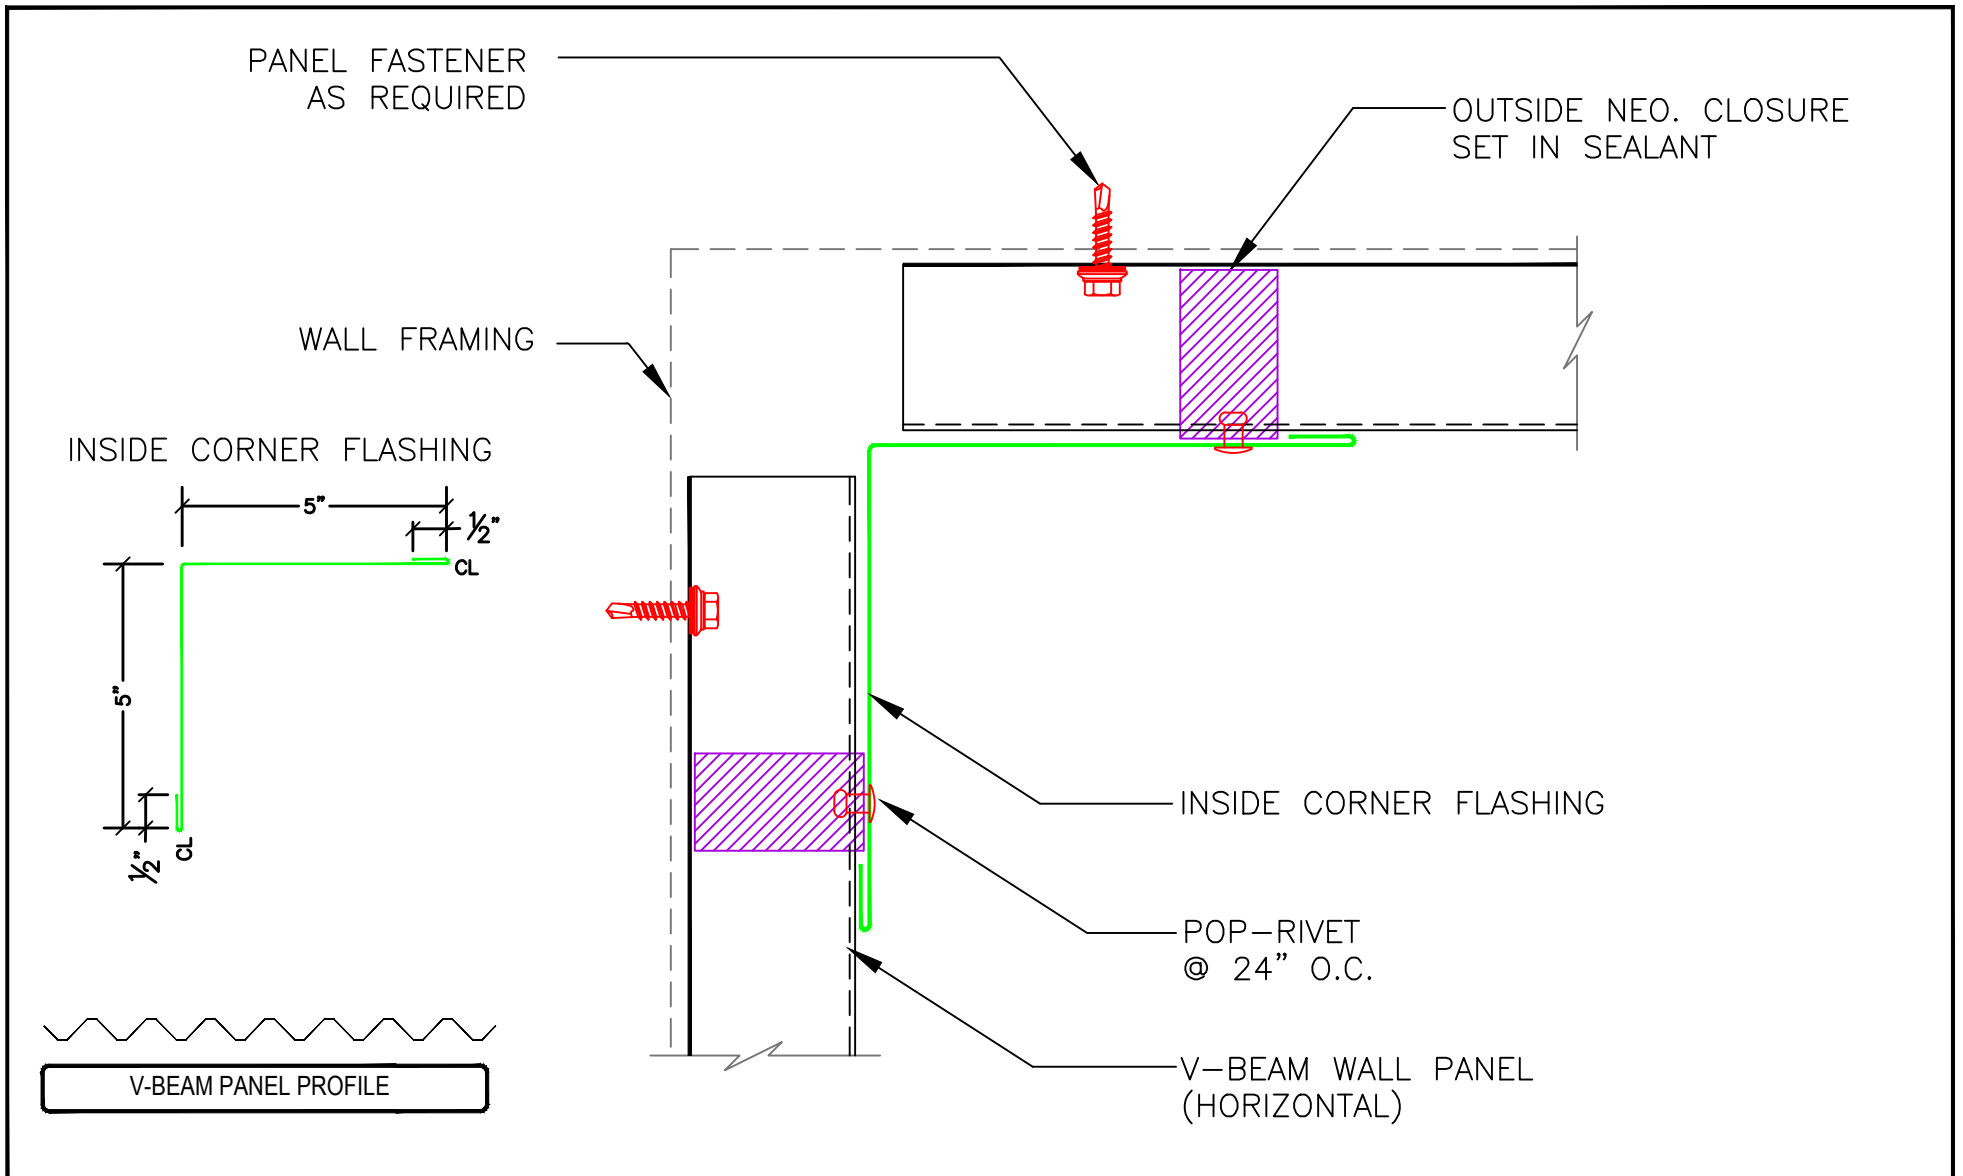 PANEL FASTENER
AS REQUIRED
OUTSIDE NEO. CLOSURE
SET IN SEALANT
WALL FRAMING
INSIDE CORNER FLASHING
5"
1/2"
CL
5"
1/2"
CL
INSIDE CORNER FLASHING
POP-RIVET
@ 24" O.C.
V-BEAM WALL PANEL
(HORIZONTAL)
V-BEAM PANEL PROFILE